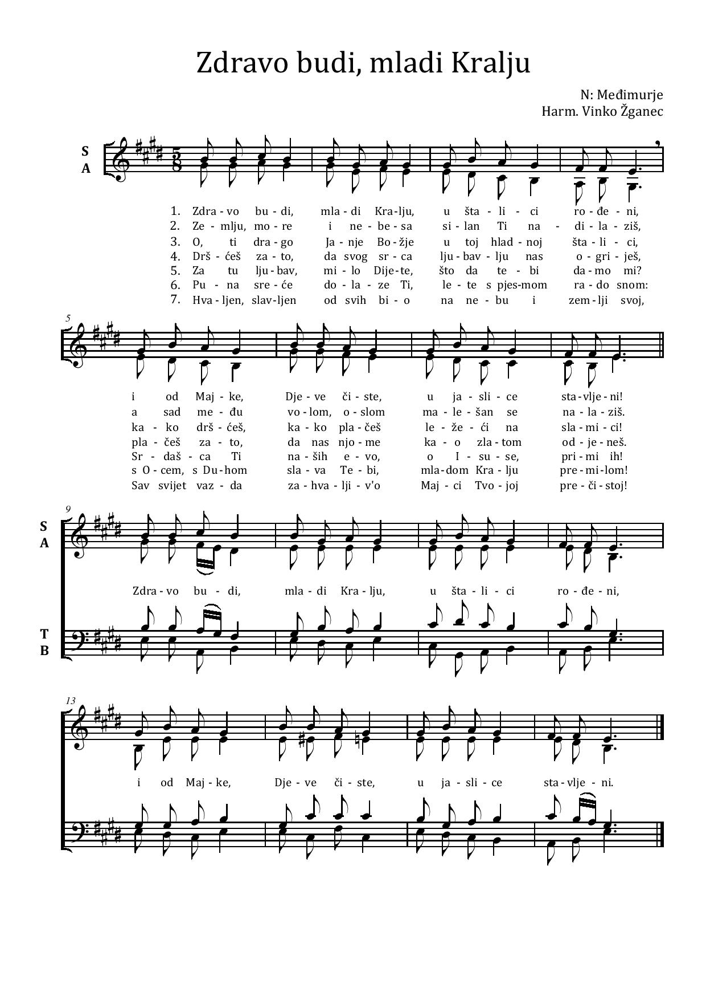 Zdravo budi, mladi Kralju
N: Međimurje
Harm. Vinko Žganec
S
A
5
8
1. Zdra - vo bu - di, mla - di Kra - lju, u šta - li - ci ro - đe - ni,
2. Ze - mlju, mo - re i ne - be - sa si - lan Ti na - di - la - ziš,
3. O, ti dra - go Ja - nje Bo - žje u toj hlad - noj šta - li - ci,
4. Drš - ćeš za - to, da svog sr - ca lju - bav - lju nas o - gri - ješ,
5. Za tu lju - bav, mi - lo Dije - te, što da te - bi da - mo mi?
6. Pu - na sre - će do - la - ze Ti, le - te s pjes - mom ra - do snom:
7. Hva - ljen, slav - ljen od svih bi - o na ne - bu i zem - lji svoj,
5
i od Maj - ke, Dje - ve či - ste, u ja - sli - ce sta - vlje - ni!
a sad me - đu vo - lom, o - slom ma - le - šan se na - la - ziš.
ka - ko drš - ćeš, ka - ko pla - češ le - že - ći na sla - mi - ci!
pla - češ za - to, da nas njo - me ka - o zla - tom od - je - neš.
Sr - daš - ca Ti na - ših e - vo, o I - su - se, pri - mi ih!
s O - cem, s Du - hom sla - va Te - bi, mla - dom Kra - lju pre - mi - lom!
Sav svijet vaz - da za - hva - lji - v'o Maj - ci Tvo - joj pre - či - stoj!
9
S
A
Zdra - vo bu - di, mla - di Kra - lju, u šta - li - ci ro - đe - ni,
T
B
13
i od Maj - ke, Dje - ve či - ste, u ja - sli - ce sta - vlje - ni.